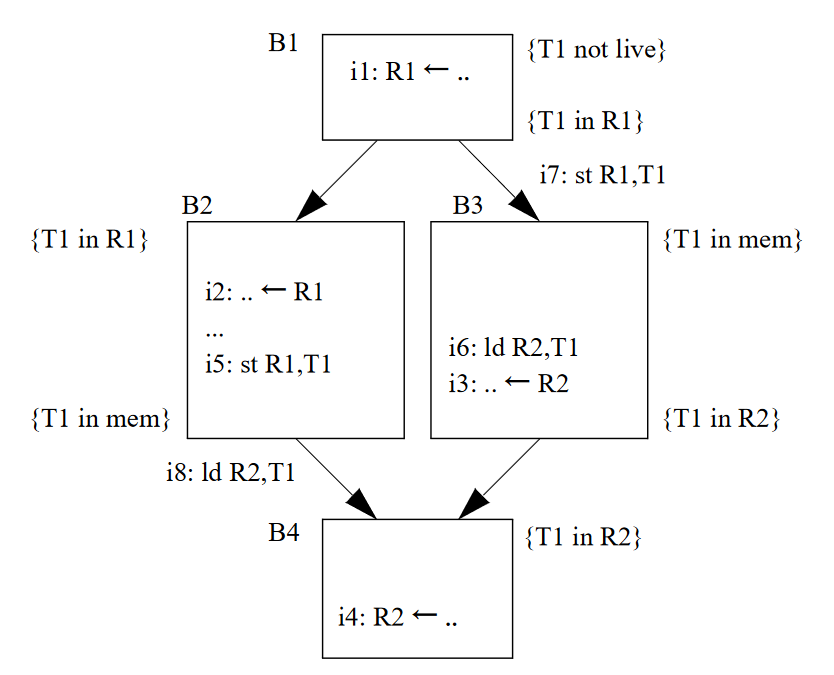 B1
{T1 not live}
i1: R1 ← ..
{T1 in R1}
i7: st R1,T1
B2
B3
{T1 in R1}
{T1 in mem}
i2: .. ← R1
...
i5: st R1,T1
i6: ld R2,T1
i3: .. ← R2
{T1 in mem}
{T1 in R2}
i8: ld R2,T1
B4
{T1 in R2}
i4: R2 ← ..